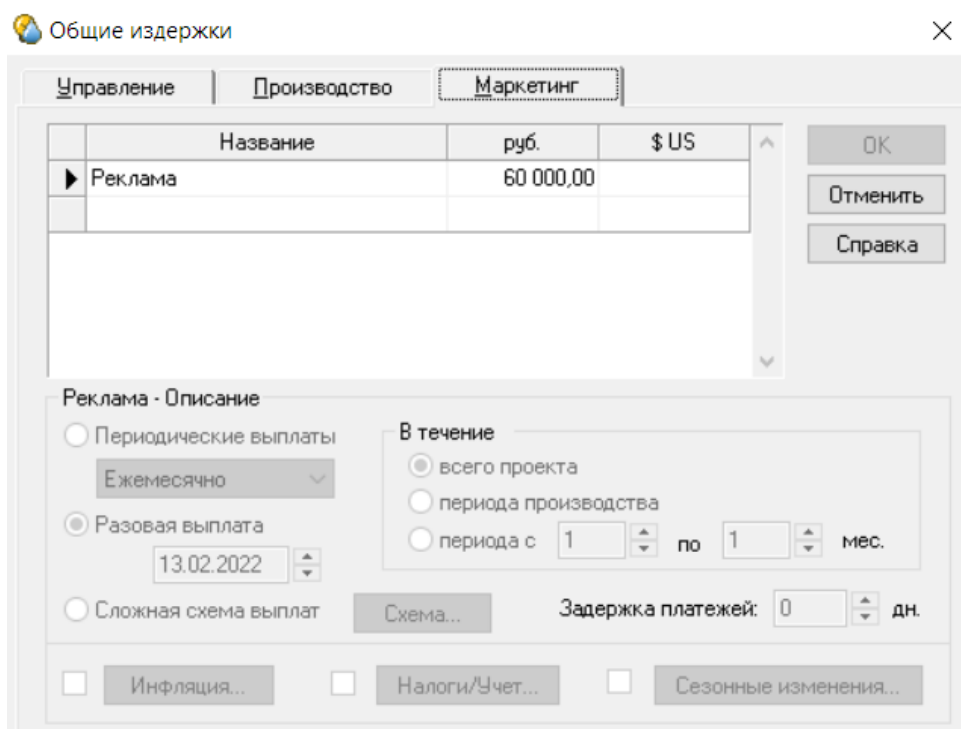 Общие издержки
Управление Производство Маркетинг
Название руб. $ US
Реклама 60 000,00
OK
Отменить
Справка
Реклама - Описание
Периодические выплаты
Ежемесячно
Разовая выплата
13.02.2022
Сложная схема выплат Схема...
В течение
всего проекта
периода производства
периода с 1 по 1 мес.
Задержка платежей: 0 дн.
Инфляция... Налоги/Учет... Сезонные изменения...